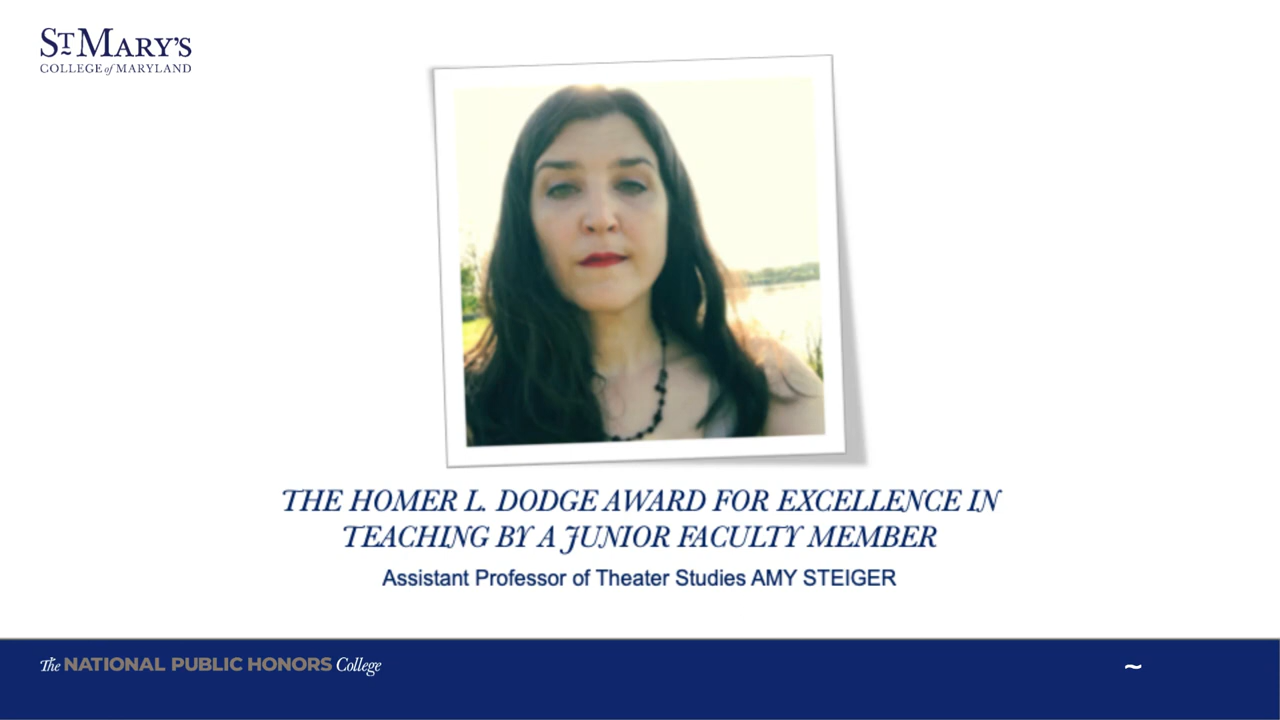 ST MARY'S
COLLEGE of MARYLAND
THE HOMER L. DODGE AWARD FOR EXCELLENCE IN
TEACHING BY A JUNIOR FACULTY MEMBER
Assistant Professor of Theater Studies AMY STEIGER
The NATIONAL PUBLIC HONORS College
~